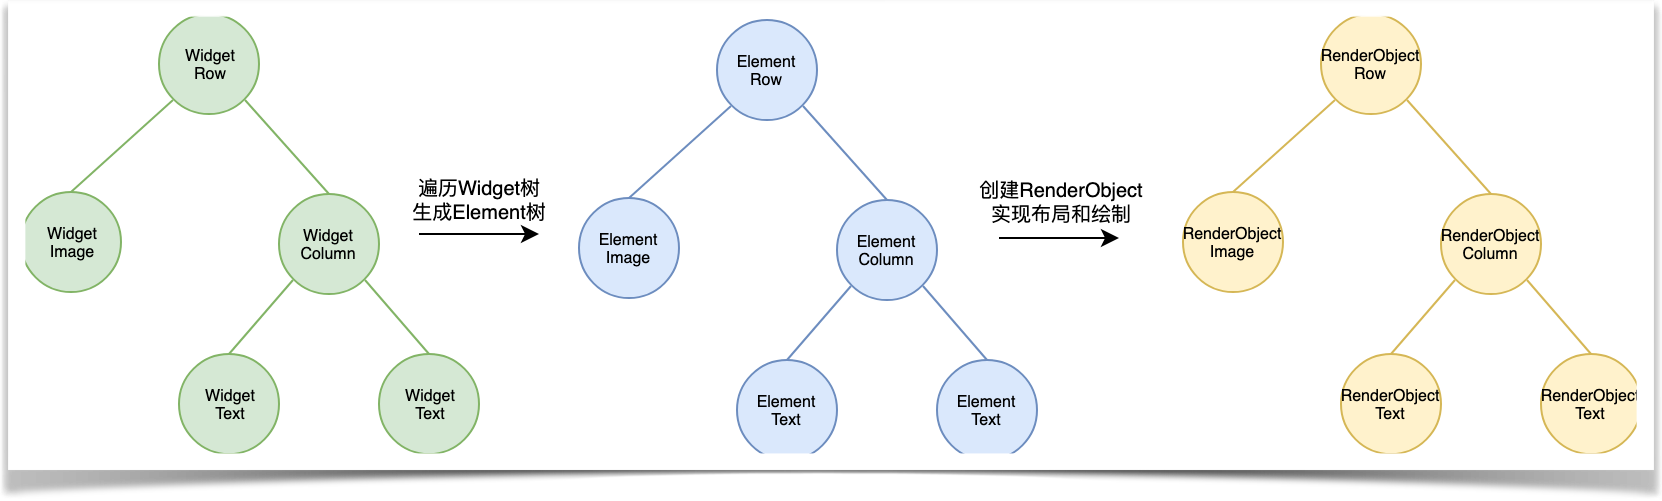 Widget
Row
Widget
Image
Widget
Column
Widget
Text
Widget
Text
遍历Widget树
生成Element树
Element
Row
Element
Image
Element
Column
Element
Text
Element
Text
创建RenderObject
实现布局和绘制
RenderObject
Row
RenderObject
Image
RenderObject
Column
RenderObject
Text
RenderObject
Text